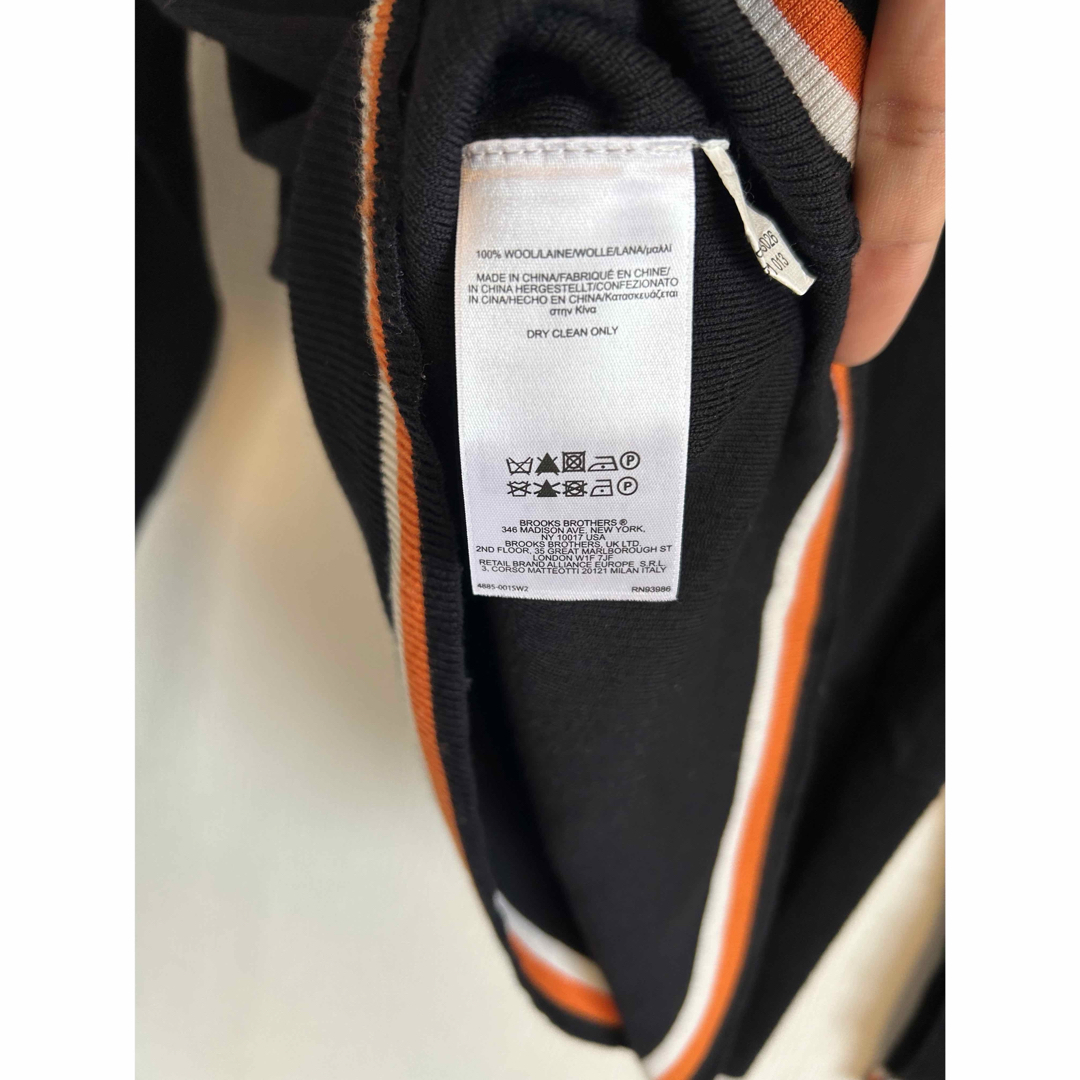 100% WOOL/LAINE/WOLLE/LANA/μαλλί
MADE IN CHINA/FABRIQUÉ EN CHINE/
IN CHINA HERGESTELLT/CONFEZIONATO
IN CINA/HECHO EN CHINA/Κατασκευάζεται
στην Κίνα
DRY CLEAN ONLY
P
P
BROOKS BROTHERS ®
346 MADISON AVE, NEW YORK,
NY 10017 USA
BROOKS BROTHERS, UK LTD.
2ND FLOOR, 35 GREAT MARLBOROUGH ST
LONDON W1F 7JF
RETAIL BRAND ALLIANCE EUROPE S.R.L
3, CORSO MATTEOTTI 20121 MILAN ITALY
4885-0015W2 RN93986
013